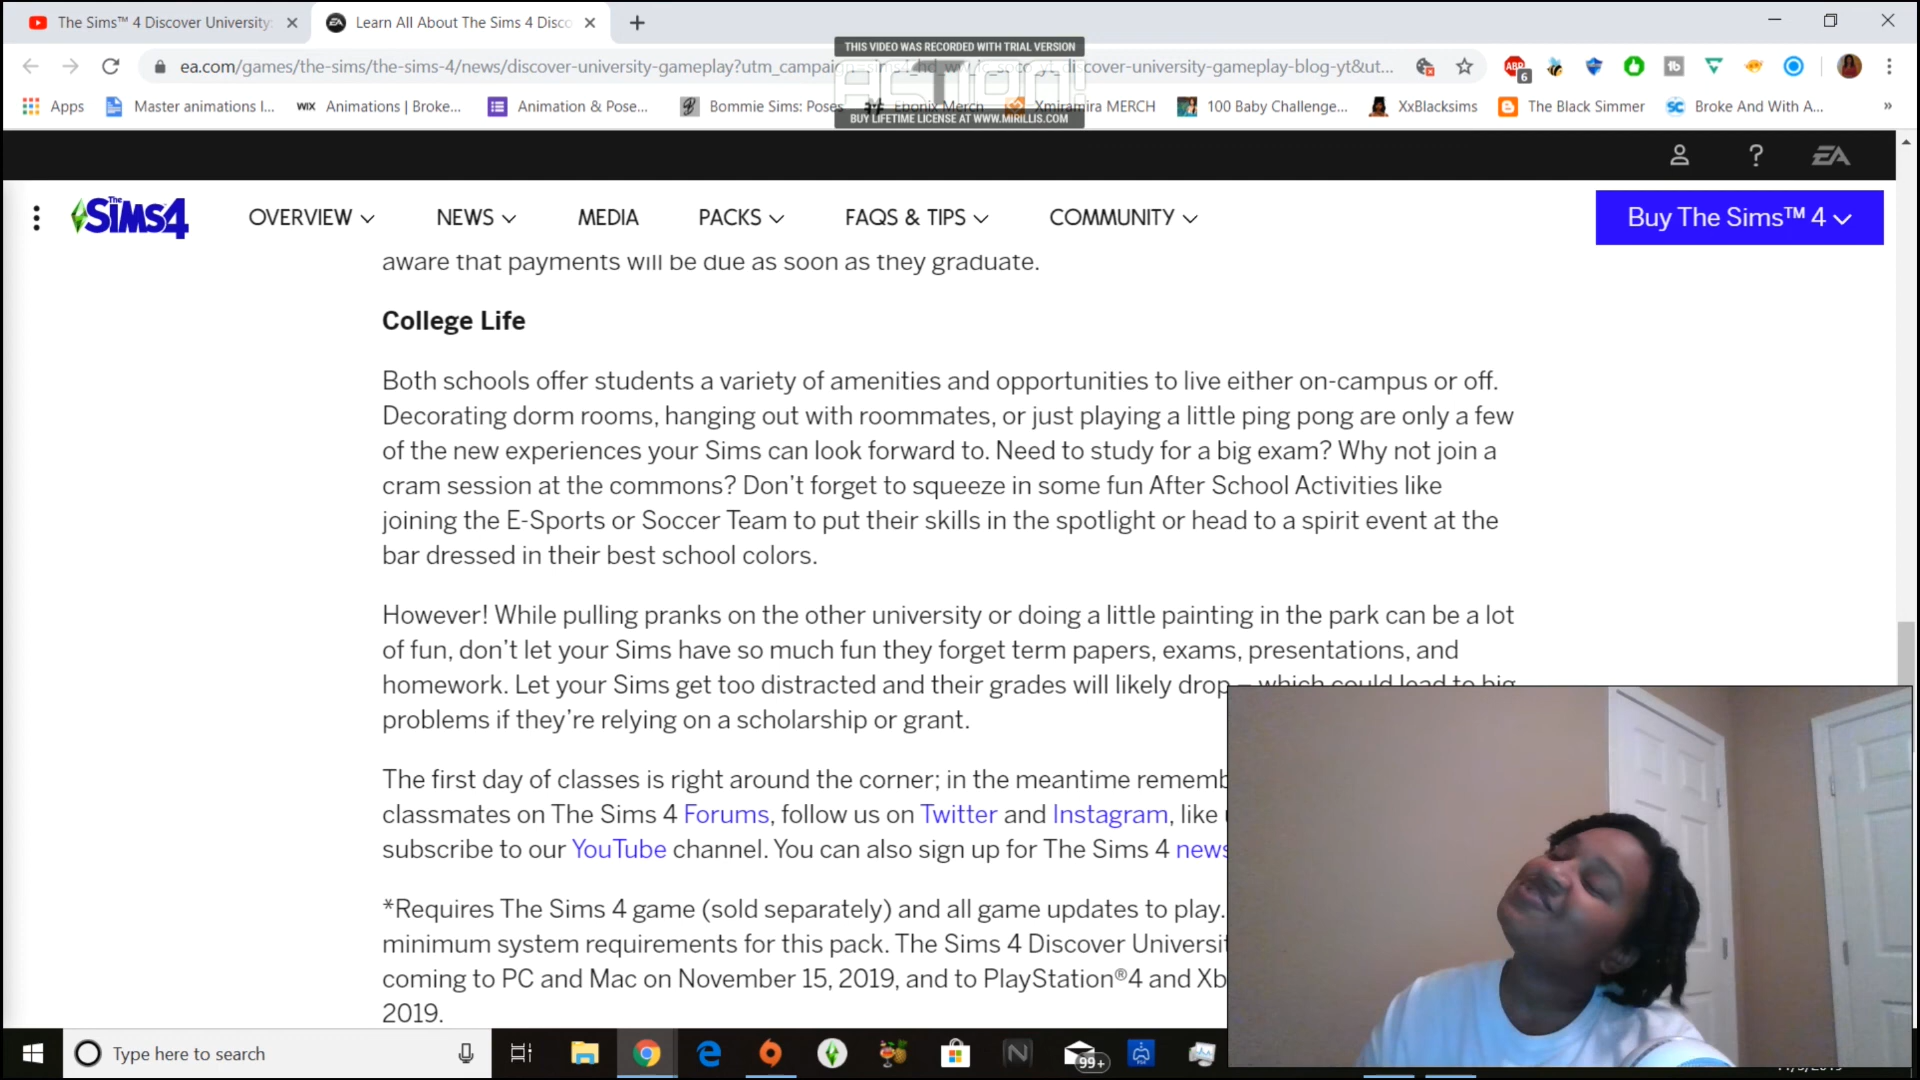 The Sims™ 4 Discover University
Learn All About The Sims 4 Disco
THIS VIDEO WAS RECORDED WITH TRIAL VERSION
ea.com/games/the-sims/the-sims-4/news/discover-university-gameplay?utm_campai
cover-university-gameplay-blog-yt&ut...
BUY LIFETIME LICENSE AT WWW.MIRILLIS.COM
Apps
Master animations I...
WIX
Animations | Broke...
Animation & Pose...
Bommie Sims: Poses
Ebonix Merch
Xmiramira MERCH
100 Baby Challenge...
XxBlacksims
The Black Simmer
Broke And With A...
»
EA
The SIMS4
OVERVIEW
NEWS
MEDIA
PACKS
FAQS & TIPS
COMMUNITY
Buy The Sims™ 4
aware that payments will be due as soon as they graduate.
College Life
Both schools offer students a variety of amenities and opportunities to live either on-campus or off.
Decorating dorm rooms, hanging out with roommates, or just playing a little ping pong are only a few
of the new experiences your Sims can look forward to. Need to study for a big exam? Why not join a
cram session at the commons? Don't forget to squeeze in some fun After School Activities like
joining the E-Sports or Soccer Team to put their skills in the spotlight or head to a spirit event at the
bar dressed in their best school colors.
However! While pulling pranks on the other university or doing a little painting in the park can be a lot
of fun, don't let your Sims have so much fun they forget term papers, exams, presentations, and
homework. Let your Sims get too distracted and their grades will likely drop – which could lead to big
problems if they're relying on a scholarship or grant.
The first day of classes is right around the corner; in the meantime rememb
classmates on The Sims 4 Forums, follow us on Twitter and Instagram, like
subscribe to our YouTube channel. You can also sign up for The Sims 4 news
*Requires The Sims 4 game (sold separately) and all game updates to play.
minimum system requirements for this pack. The Sims 4 Discover Universit
coming to PC and Mac on November 15, 2019, and to PlayStation®4 and Xb
2019.
Type here to search
99+